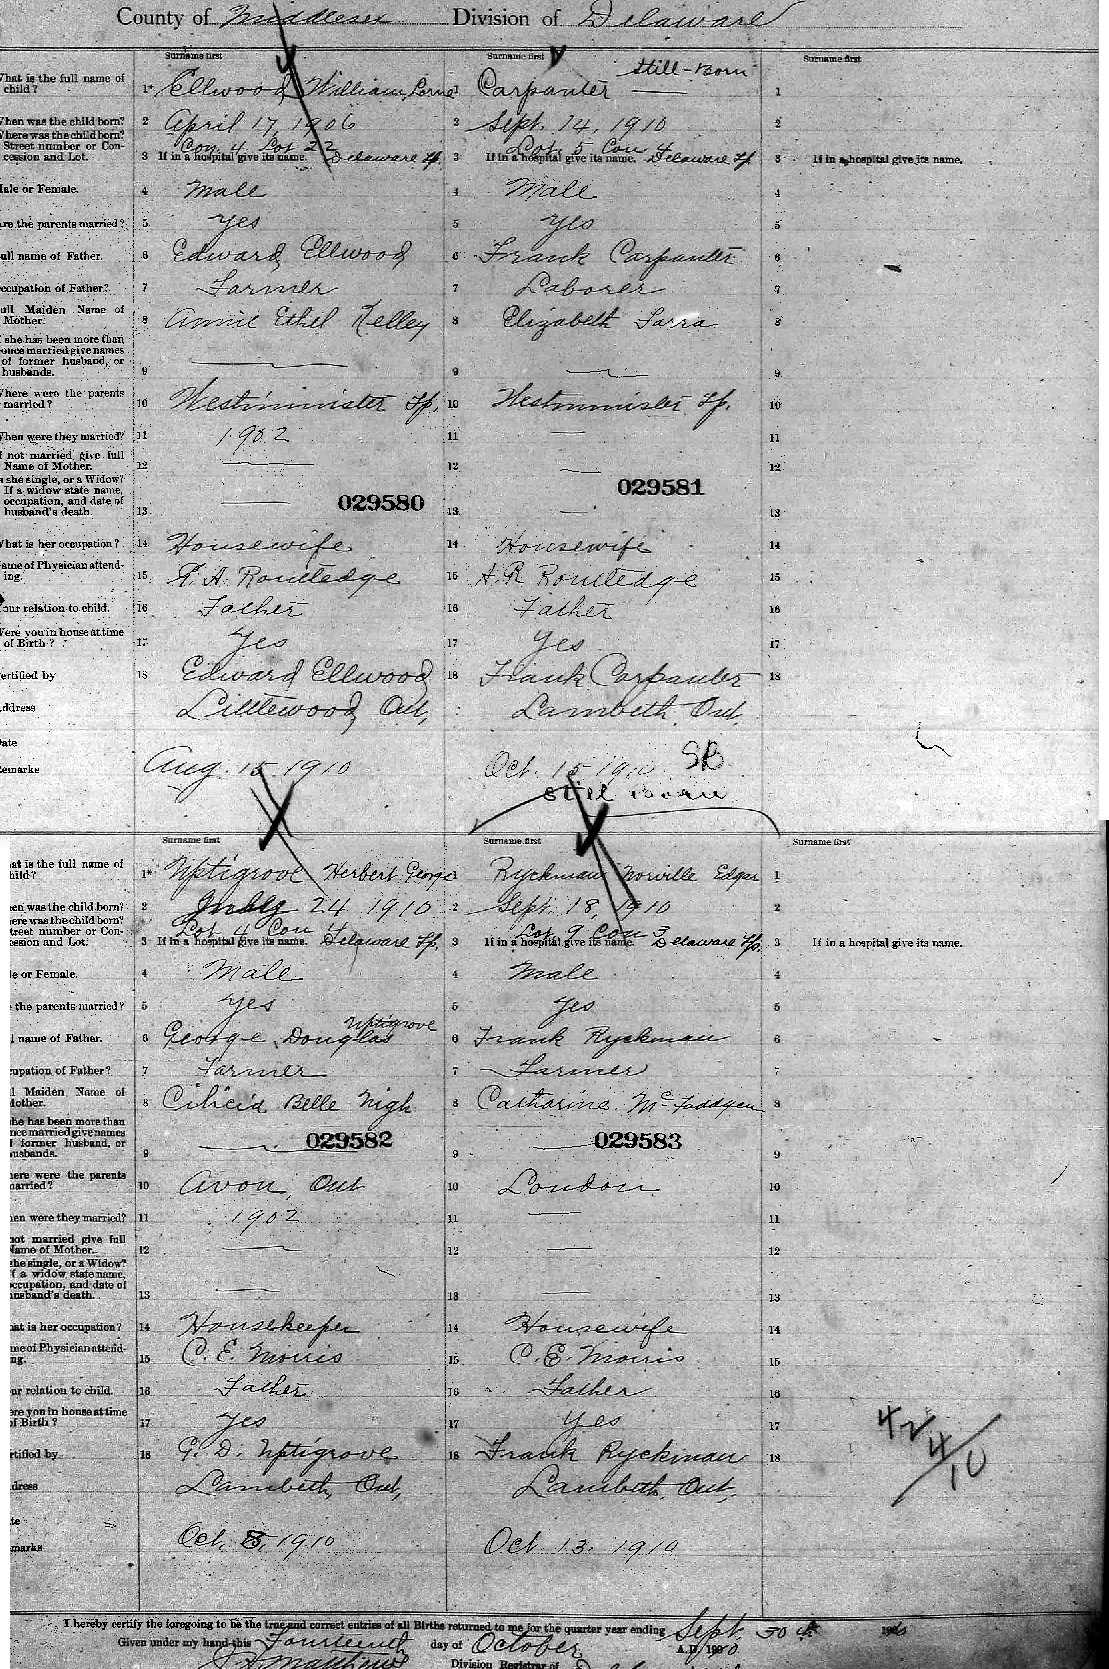 County of Middlesex Division of Delaware
Surname first Surname first Surname first
Still-Born
What is the full name of child? 1 Ellwood, William Lorne 1 Carpanter 1
When was the child born? 2 April 17, 1906 2 Sept. 14, 1910 2
Where was the child born? Street number or Concession and Lot. Con 4 Lot 22 Lot 5 Con 4
3 If in a hospital give its name. Delaware Tp. 3 If in a hospital give its name. Delaware Tp 3 If in a hospital give its name.
Male or Female. 4 Male 4 Male 4
Are the parents married? 5 Yes 5 Yes 5
Full name of Father. 6 Edward Ellwood 6 Frank Carpanter 6
Occupation of Father? 7 Farmer 7 Laborer 7
Full Maiden Name of Mother. 8 Annie Ethel Kelley 8 Elizabeth Sarra 8
If she has been more than once married give names of former husband, or husbands. 9 — 9 — 9
Where were the parents married? 10 Westminister Tp. 10 Westminister Tp. 10
When were they married? 11 1902 11 — 11
If not married give full Name of Mother. 12 — 12 — 12
Is she single, or a Widow? If a widow state name, occupation, and date of husband's death. 13 — 029580 13 — 029581 13
What is her occupation? 14 Housewife 14 Housewife 14
Name of Physician attending. 15 A. Routledge 15 A. R Routledge 15
Your relation to child. 16 Father 16 Father 16
Were you in house at time of Birth? 17 Yes 17 Yes 17
Certified by 18 Edward Ellwood 18 Frank Carpanter 18
Address Littlewood, Ont, Lambeth, Ont.
Date
Remarks Aug. 15 1910 Oct. 15 1910 SB
Still Born
Surname first Surname first Surname first
What is the full name of child? 1 Uptigrove Herbert George 1 Ryckman Norville Edgar 1
When was the child born? 2 July 24 1910 2 Sept. 18, 1910 2
Where was the child born? Street number or Concession and Lot. Lot 4 Con 4 Lot 9 Con 3
3 If in a hospital give its name. Delaware Tp. 3 If in a hospital give its name. Delaware Tp. 3 If in a hospital give its name.
Male or Female. 4 Male 4 Male 4
Are the parents married? 5 Yes 5 Yes 5
Full name of Father. 6 George Douglas Uptigrove 6 Frank Ryckman 6
Occupation of Father? 7 Farmer 7 Farmer 7
Full Maiden Name of Mother. 8 Belle Nigh 8 Catharine 8
If she has been more than once married give names of former husband, or husbands. 9 — 029582 9 — 029583 9
Where were the parents married? 10 Avon, Ont 10 London 10
When were they married? 11 1902 11 — 11
If not married give full Name of Mother. 12 — 12 — 12
Is she single, or a Widow? If a widow state name, occupation, and date of husband's death. 13 — 13 — 13
What is her occupation? 14 Housekeeper 14 Housewife 14
Name of Physician attending. 15 C. E. Morris 15 C. E. Morris 15
Your relation to child. 16 Father 16 Father 16
Were you in house at time of Birth? 17 Yes 17 Yes 17
Certified by 18 G. D. Uptigrove 18 Frank Ryckman 18
Address Lambeth, Ont, Lambeth, Ont.
Date
Remarks Oct. 8, 1910 Oct 13. 1910
42
4/10
I hereby certify the foregoing to be the true and correct entries of all Births returned to me for the quarter year ending Sept 30th 1910
Given under my hand this Fourteenth day of October A.D. 1910
Division Registrar of